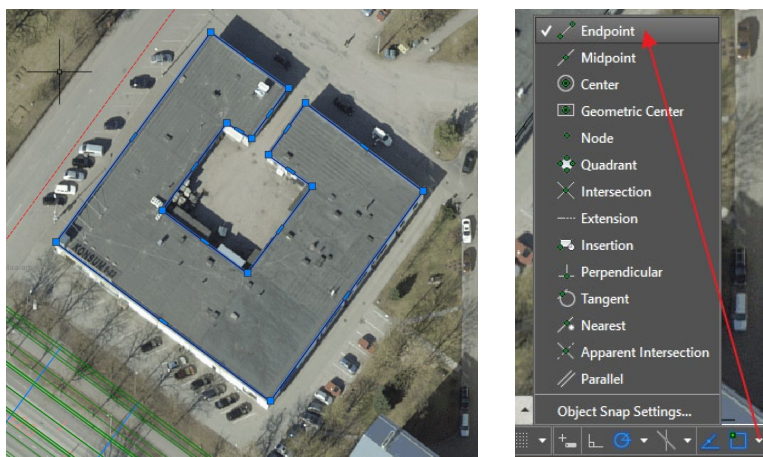 Endpoint
Midpoint
Center
Geometric Center
Node
Quadrant
Intersection
Extension
Insertion
Perpendicular
Tangent
Nearest
Apparent Intersection
Parallel
Object Snap Settings...